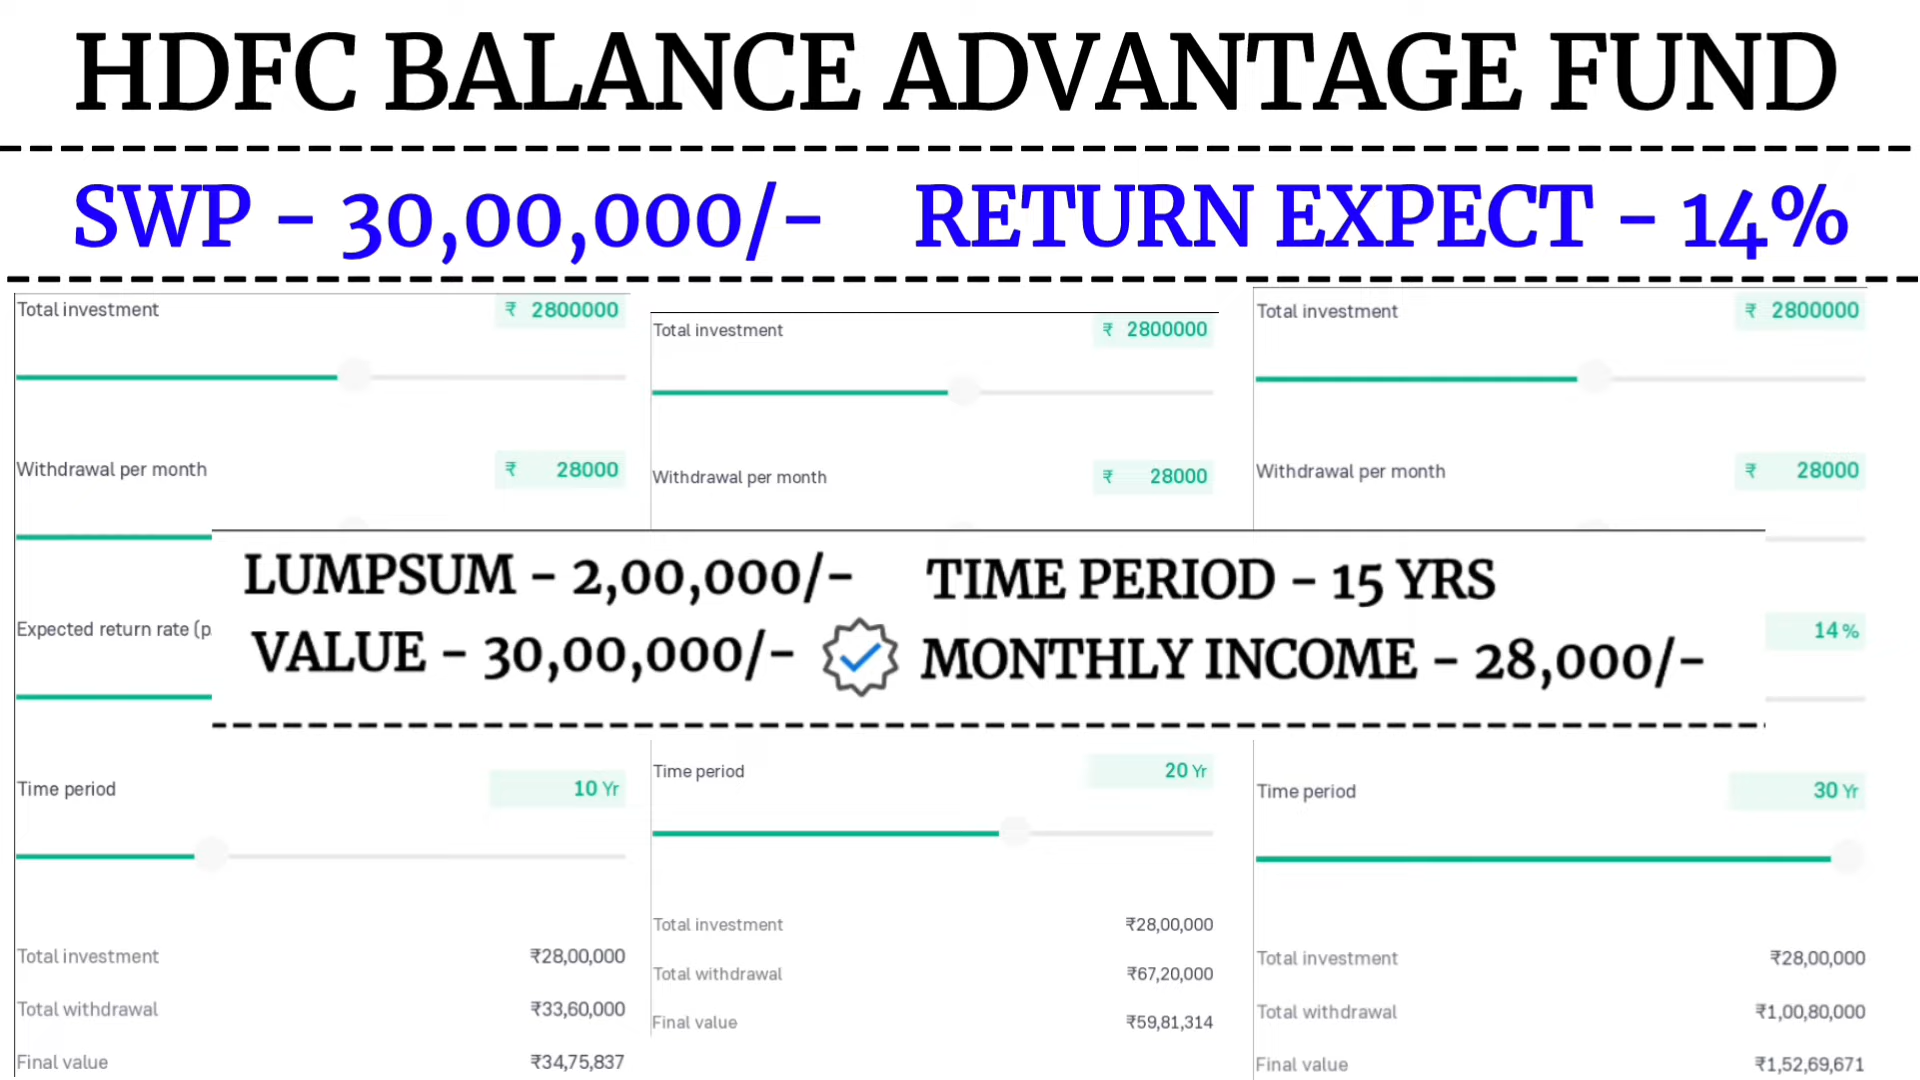 HDFC BALANCE ADVANTAGE FUND
SWP - 30,00,000/- RETURN EXPECT - 14%
Total investment ₹ 2800000
Withdrawal per month ₹ 28000
Expected return rate (p.
Time period 10 Yr
Total investment ₹28,00,000
Total withdrawal ₹33,60,000
Final value ₹34,75,837
Total investment ₹ 2800000
Withdrawal per month ₹ 28000
Time period 20 Yr
Total investment ₹28,00,000
Total withdrawal ₹67,20,000
Final value ₹59,81,314
Total investment ₹ 2800000
Withdrawal per month ₹ 28000
14 %
Time period 30 Yr
Total investment ₹28,00,000
Total withdrawal ₹1,00,80,000
Final value ₹1,52,69,671
LUMPSUM - 2,00,000/- TIME PERIOD - 15 YRS
VALUE - 30,00,000/- MONTHLY INCOME - 28,000/-